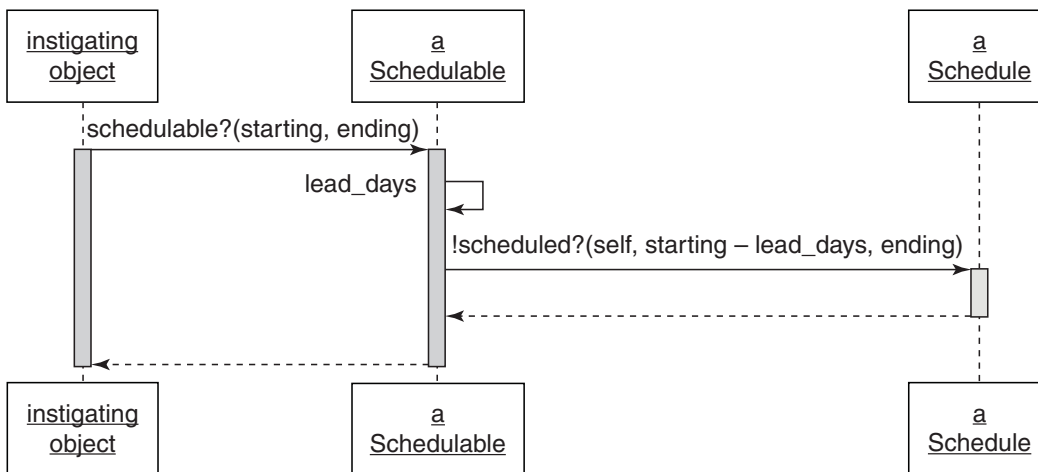 instigating
object
a
Schedulable
a
Schedule
schedulable?(starting, ending)
lead_days
!scheduled?(self, starting – lead_days, ending)
instigating
object
a
Schedulable
a
Schedule